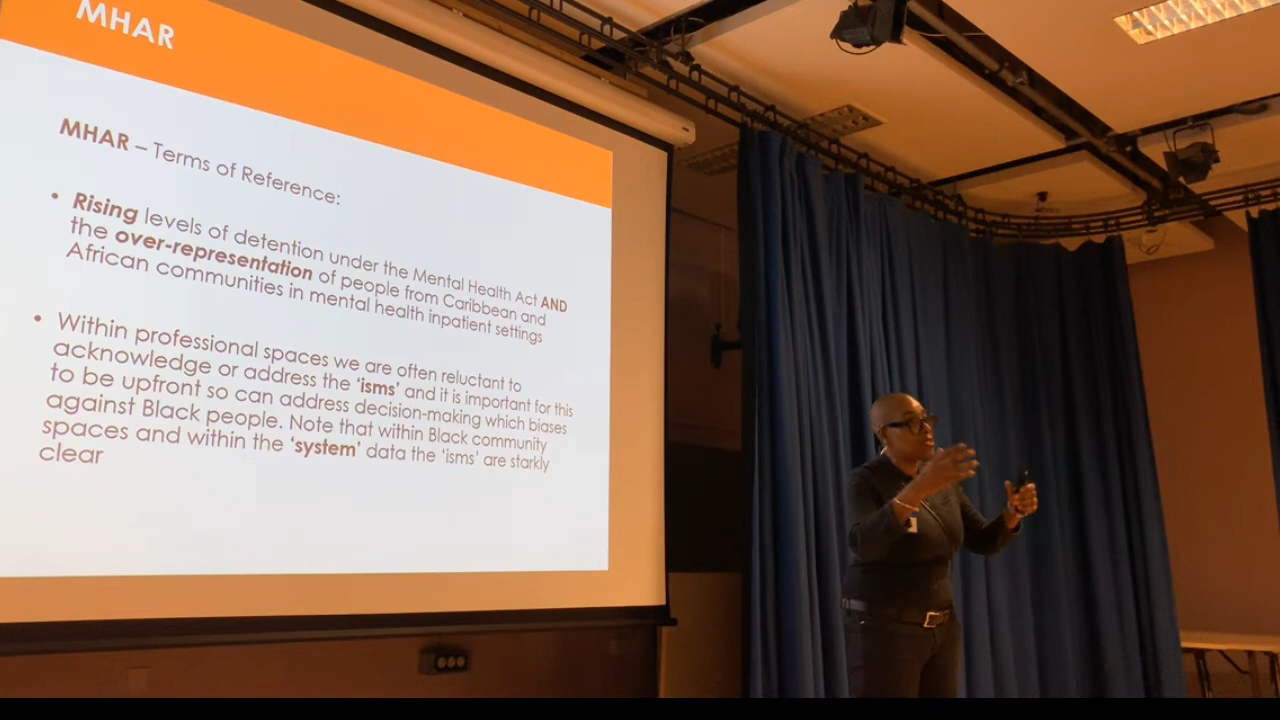 MHAR
MHAR – Terms of Reference:
• Rising levels of detention under the Mental Health Act AND
the over-representation of people from Caribbean and
African communities in mental health inpatient settings
• Within professional spaces we are often reluctant to
acknowledge or address the ‘isms’ and it is important for this
to be upfront so can address decision-making which biases
against Black people. Note that within Black community
spaces and within the ‘system’ data the ‘isms’ are starkly
clear